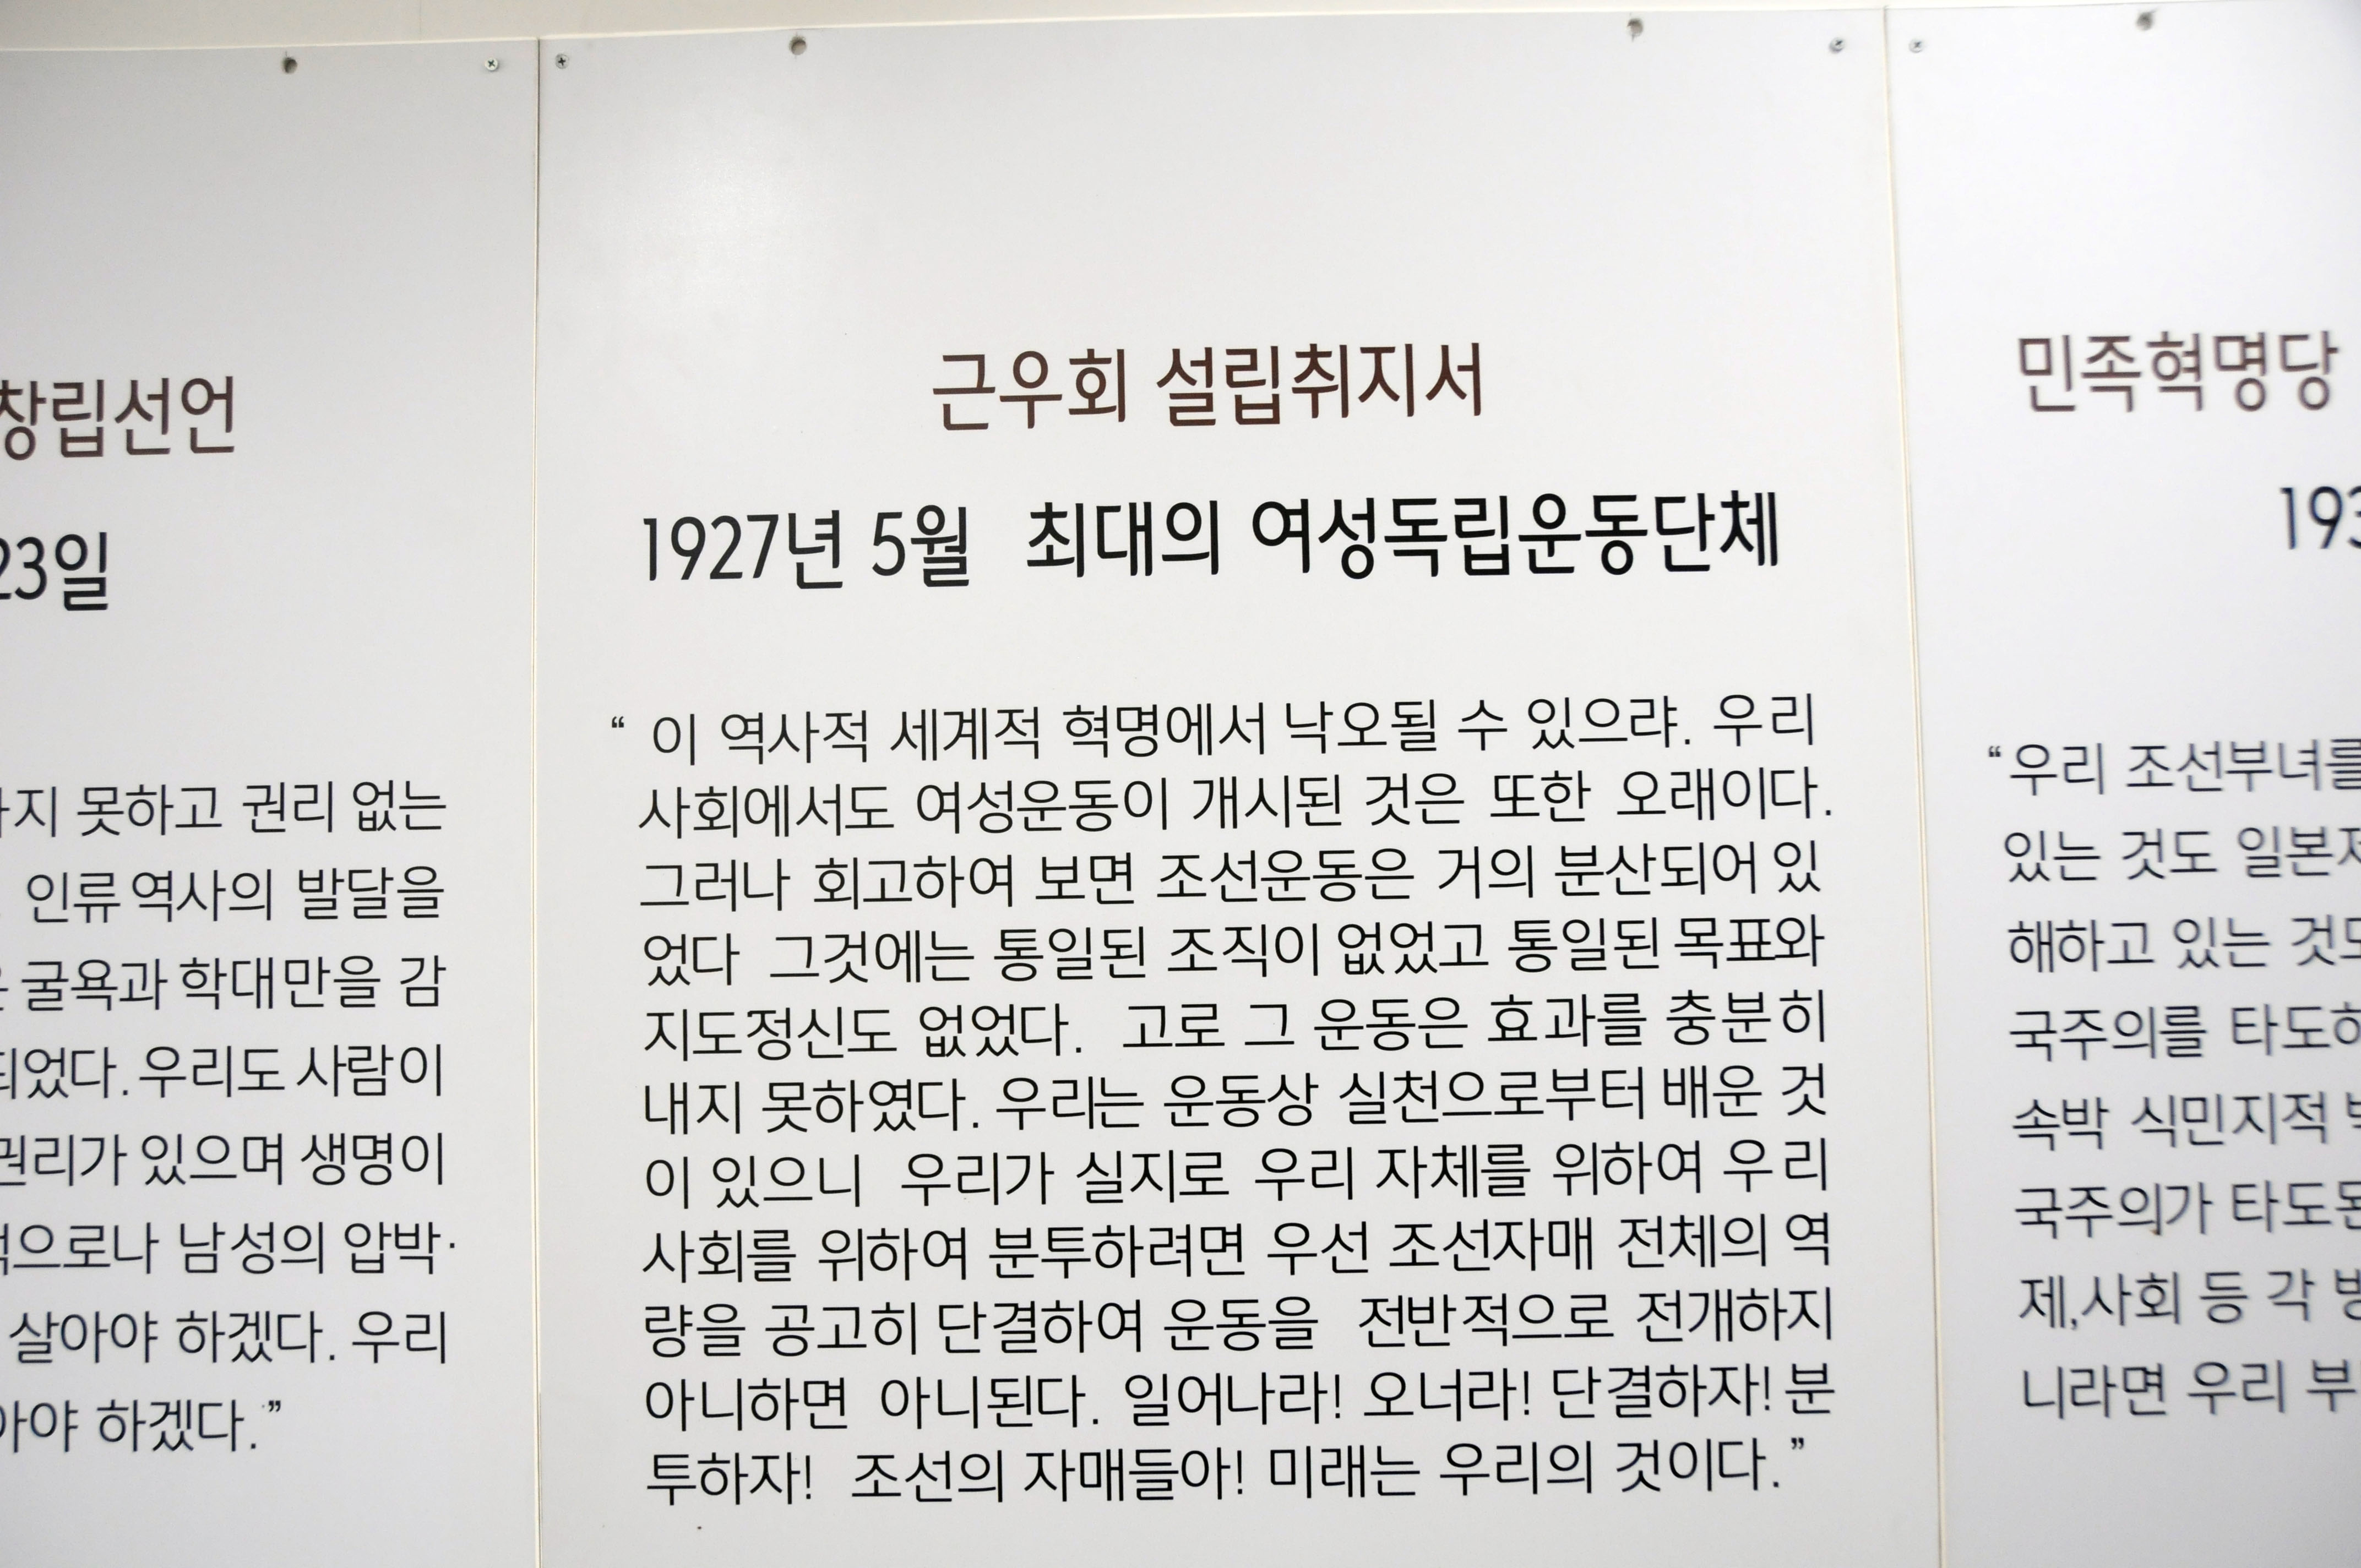 창립선언
23일
못하고 권리 없는
인류 역사의 발달을
굴욕과 학대만을 감
되었다. 우리도 사람이
권리가 있으며 생명이
남성의 압박·
살아야 하겠다. 우리
하겠다.”
근우회 설립취지서
1927년 5월 최대의 여성독립운동단체
“ 이 역사적 세계적 혁명에서 낙오될 수 있으랴. 우리
사회에서도 여성운동이 개시된 것은 또한 오래이다.
그러나 회고하여 보면 조선운동은 거의 분산되어 있
었다 그것에는 통일된 조직이 없었고 통일된 목표와
지도정신도 없었다. 고로 그 운동은 효과를 충분히
내지 못하였다. 우리는 운동상 실천으로부터 배운 것
이 있으니 우리가 실지로 우리 자체를 위하여 우리
사회를 위하여 분투하려면 우선 조선자매 전체의 역
량을 공고히 단결하여 운동을 전반적으로 전개하지
아니하면 아니된다. 일어나라! 오너라! 단결하자! 분
투하자! 조선의 자매들아! 미래는 우리의 것이다.”
민족혁명당
193
“우리 조선부녀를
있는 것도
해하고 있는 것도
국주의를
속박 식민지적
국주의가
제,사회 등 각
니라면 우리